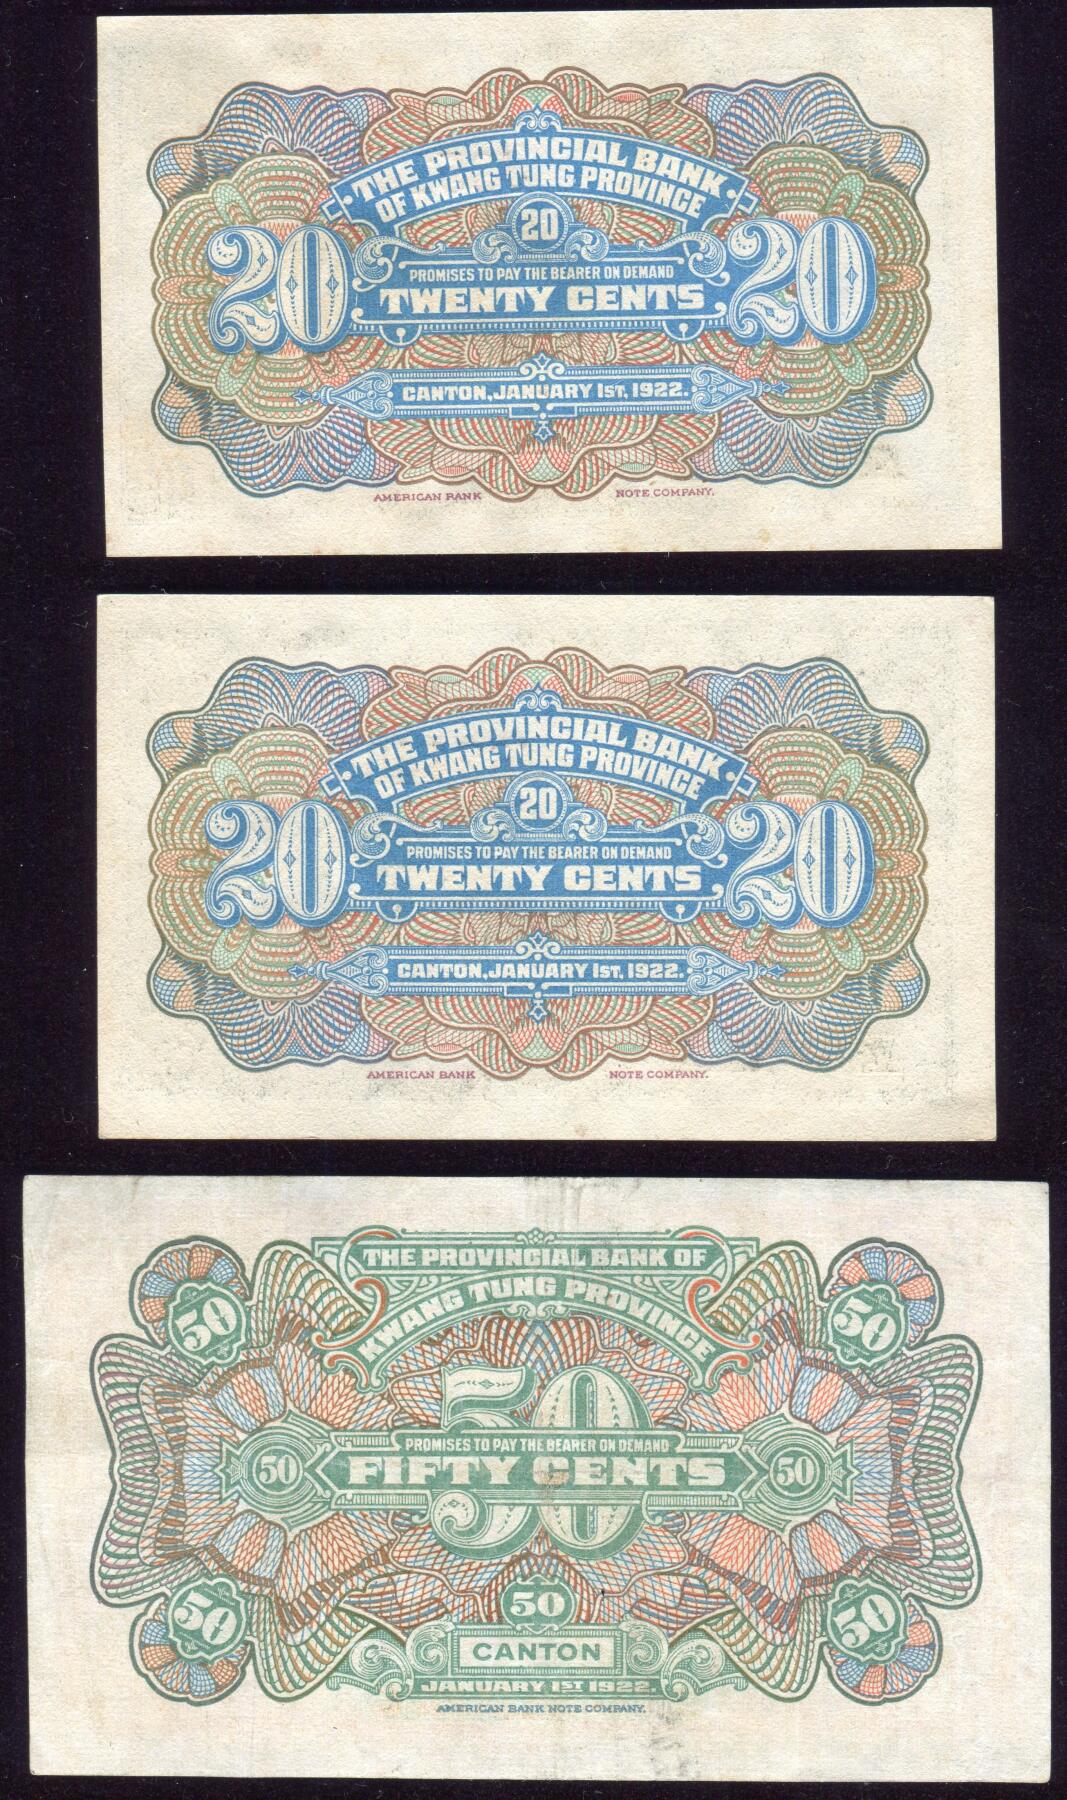 THE PROVINCIAL BANK
OF KWANG TUNG PROVINCE
20
20 20
PROMISES TO PAY THE BEARER ON DEMAND
TWENTY CENTS
CANTON, JANUARY 1ST, 1922.
AMERICAN BANK NOTE COMPANY.
THE PROVINCIAL BANK
OF KWANG TUNG PROVINCE
20
20 20
PROMISES TO PAY THE BEARER ON DEMAND
TWENTY CENTS
CANTON, JANUARY 1ST, 1922.
AMERICAN BANK NOTE COMPANY.
THE PROVINCIAL BANK OF
KWANG TUNG PROVINCE
50 50
50
PROMISES TO PAY THE BEARER ON DEMAND
50 FIFTY CENTS 50
50 50 50
CANTON
JANUARY 1ST 1922.
AMERICAN BANK NOTE COMPANY.